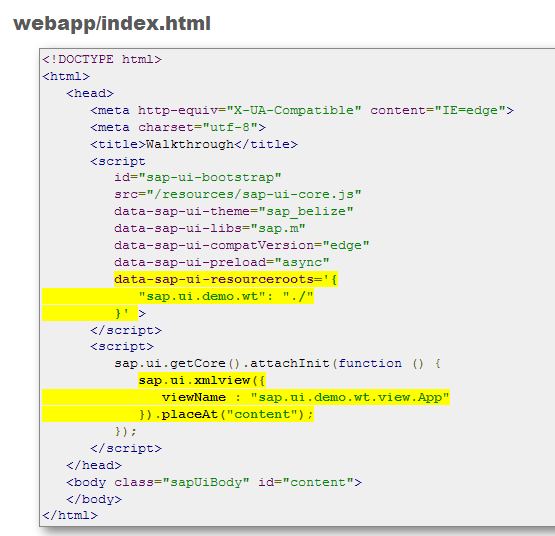 webapp/index.html
<!DOCTYPE html>
<html>
<head>
<meta http-equiv="X-UA-Compatible" content="IE=edge">
<meta charset="utf-8">
<title>Walkthrough</title>
<script
id="sap-ui-bootstrap"
src="/resources/sap-ui-core.js"
data-sap-ui-theme="sap_belize"
data-sap-ui-libs="sap.m"
data-sap-ui-compatVersion="edge"
data-sap-ui-preload="async"
data-sap-ui-resourceroots='{
"sap.ui.demo.wt": "./"
}' >
</script>
<script>
sap.ui.getCore().attachInit(function () {
sap.ui.xmlview({
viewName : "sap.ui.demo.wt.view.App"
}).placeAt("content");
});
</script>
</head>
<body class="sapUiBody" id="content">
</body>
</html>